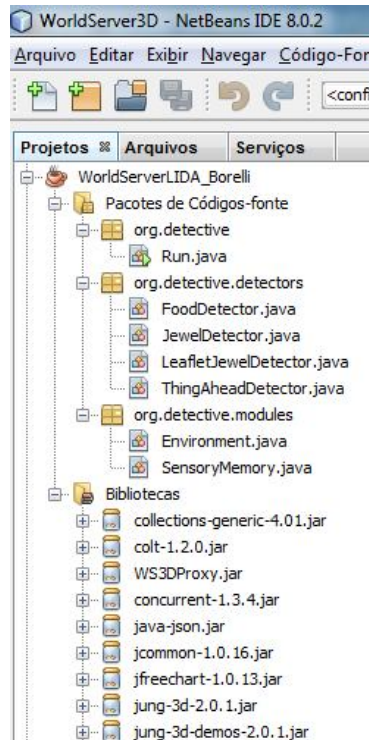 WorldServer3D - NetBeans IDE 8.0.2
Arquivo Editar Exibir Navegar Código-For
<conf
Projetos Arquivos Serviços
WorldServerLIDA_Borelli
Pacotes de Códigos-fonte
org.detective
Run.java
org.detective.detectors
FoodDetector.java
JewelDetector.java
LeafletJewelDetector.java
ThingAheadDetector.java
org.detective.modules
Environment.java
SensoryMemory.java
Bibliotecas
collections-generic-4.01.jar
colt-1.2.0.jar
WS3DProxy.jar
concurrent-1.3.4.jar
java-json.jar
jcommon-1.0.16.jar
jfreechart-1.0.13.jar
jung-3d-2.0.1.jar
jung-3d-demos-2.0.1.jar